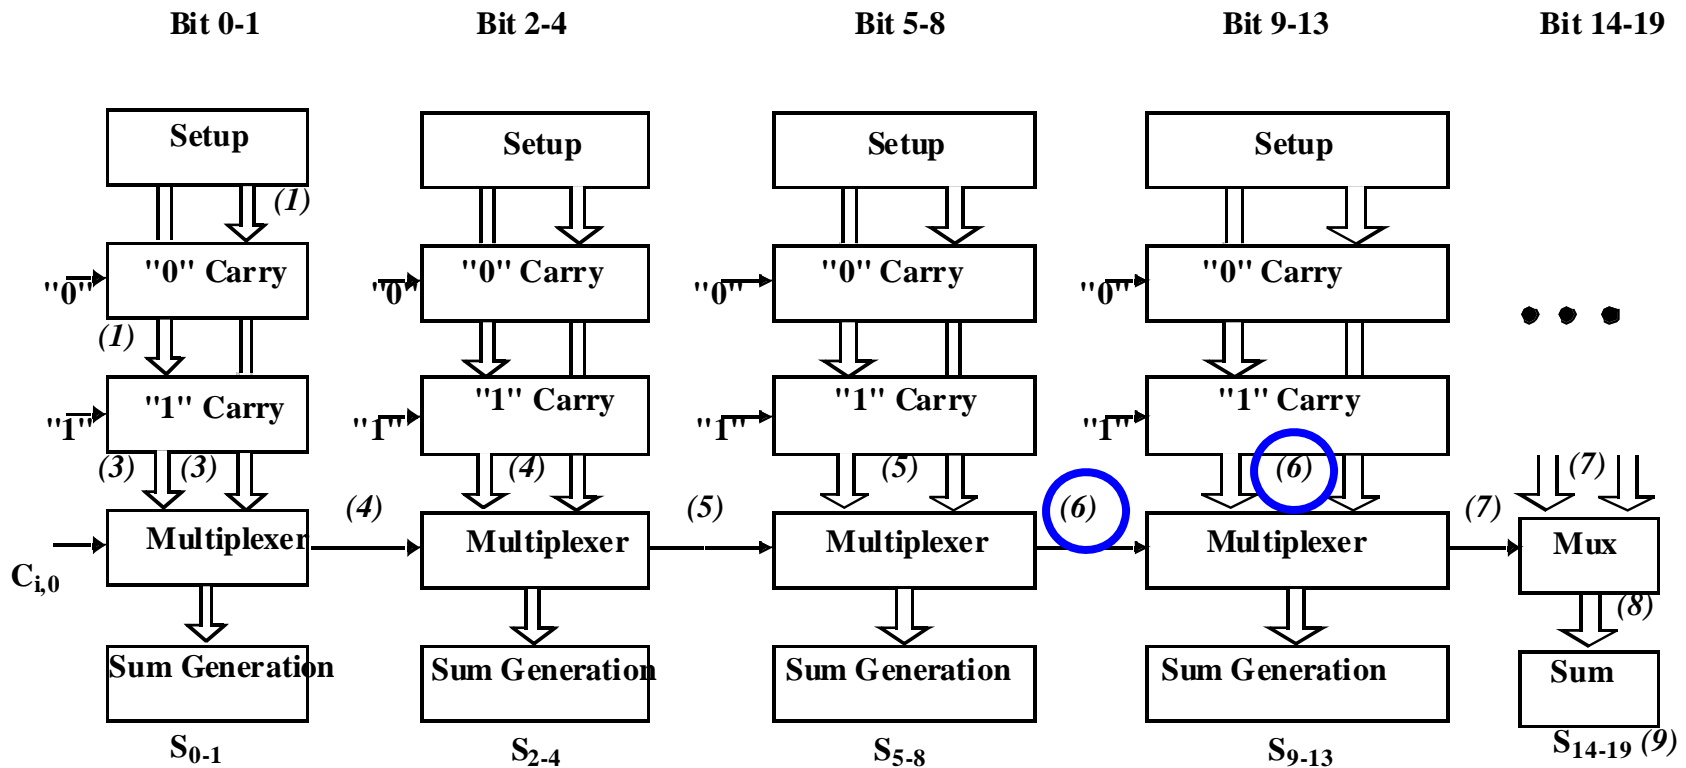 Bit 0-1 Bit 2-4 Bit 5-8 Bit 9-13 Bit 14-19
Setup Setup Setup Setup
(1)
"0" "0" Carry "0" "0" Carry "0" "0" Carry "0" "0" Carry
(1)
"1" "1" Carry "1" "1" Carry "1" "1" Carry "1" "1" Carry
(3) (3) (4) (5) (6) (7)
(4) (5) (6) (7)
Ci,0 Multiplexer Multiplexer Multiplexer Multiplexer Mux
(8)
Sum Generation Sum Generation Sum Generation Sum Generation Sum
S0-1 S2-4 S5-8 S9-13 S14-19 (9)